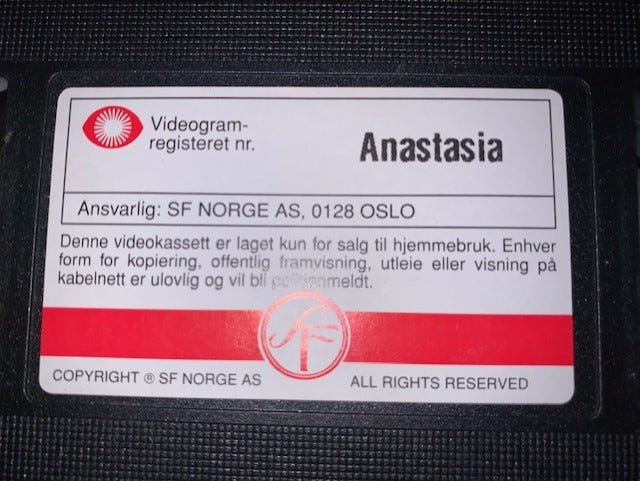 Videogram-
registeret nr.
Anastasia
Ansvarlig: SF NORGE AS, 0128 OSLO
Denne videokassett er laget kun for salg til hjemmebruk. Enhver
form for kopiering, offentlig framvisning, utleie eller visning på
kabelnett er ulovlig og vil bli politianmeldt.
SF
COPYRIGHT ® SF NORGE AS
ALL RIGHTS RESERVED